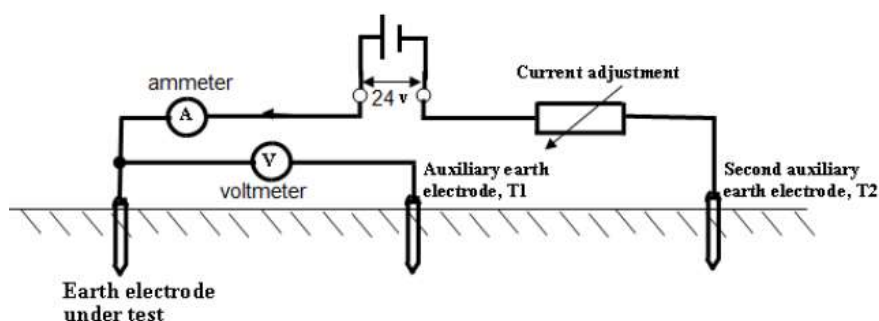 ammeter
A
24 v
Current adjustment
V
voltmeter
Auxiliary earth
electrode, T1
Second auxiliary
earth electrode, T2
Earth electrode
under test